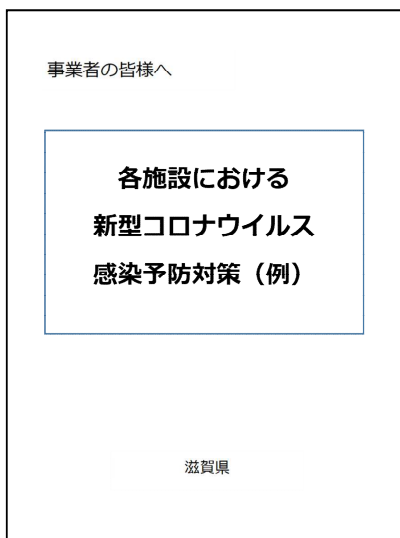 事業者の皆様へ
各施設における
新型コロナウイルス
感染予防対策（例）
滋賀県